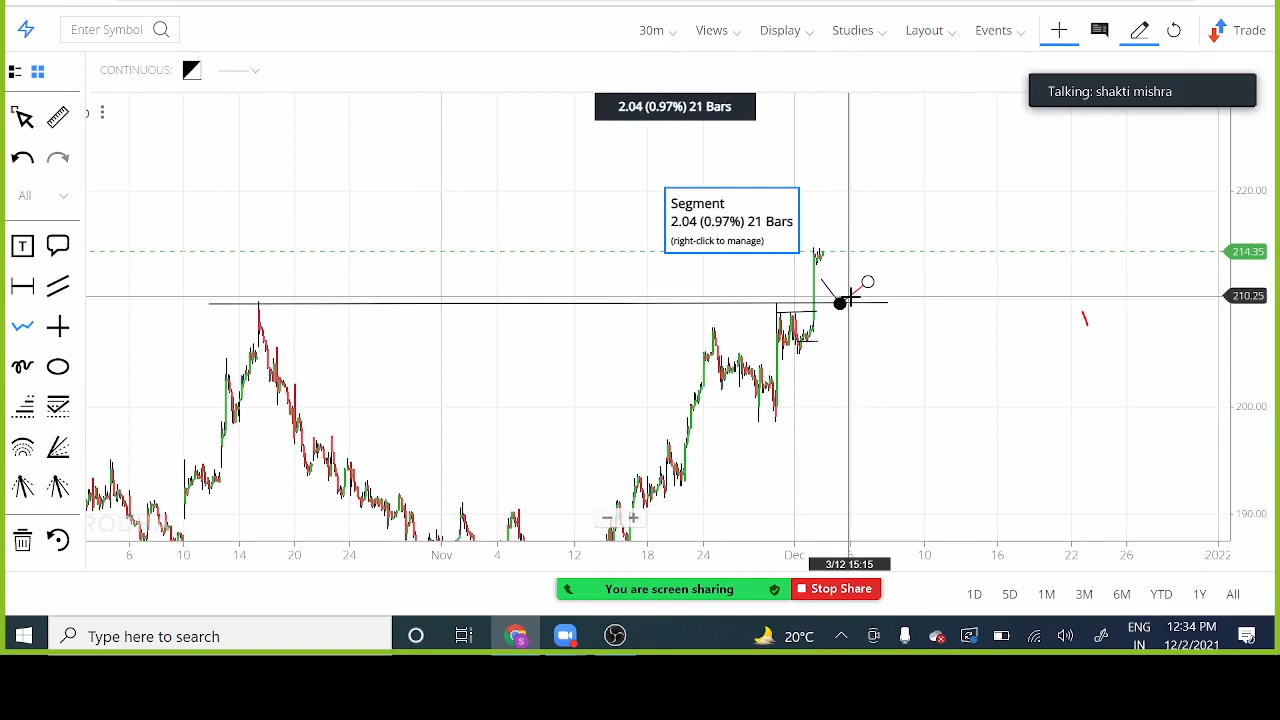 Enter Symbol
30m Views Display Studies Layout Events Trade
CONTINUOUS:
Talking: shakti mishra
2.04 (0.97%) 21 Bars
Segment
2.04 (0.97%) 21 Bars
(right-click to manage)
All
T
220.00
214.35
210.25
200.00
190.00
6 10 14 20 24 Nov 4 12 18 24 Dec 10 16 22 26 2022
3/12 15:15
You are screen sharing
Stop Share
1D 5D 1M 3M 6M YTD 1Y All
Type here to search
20°C
ENG
IN
12:34 PM
12/2/2021